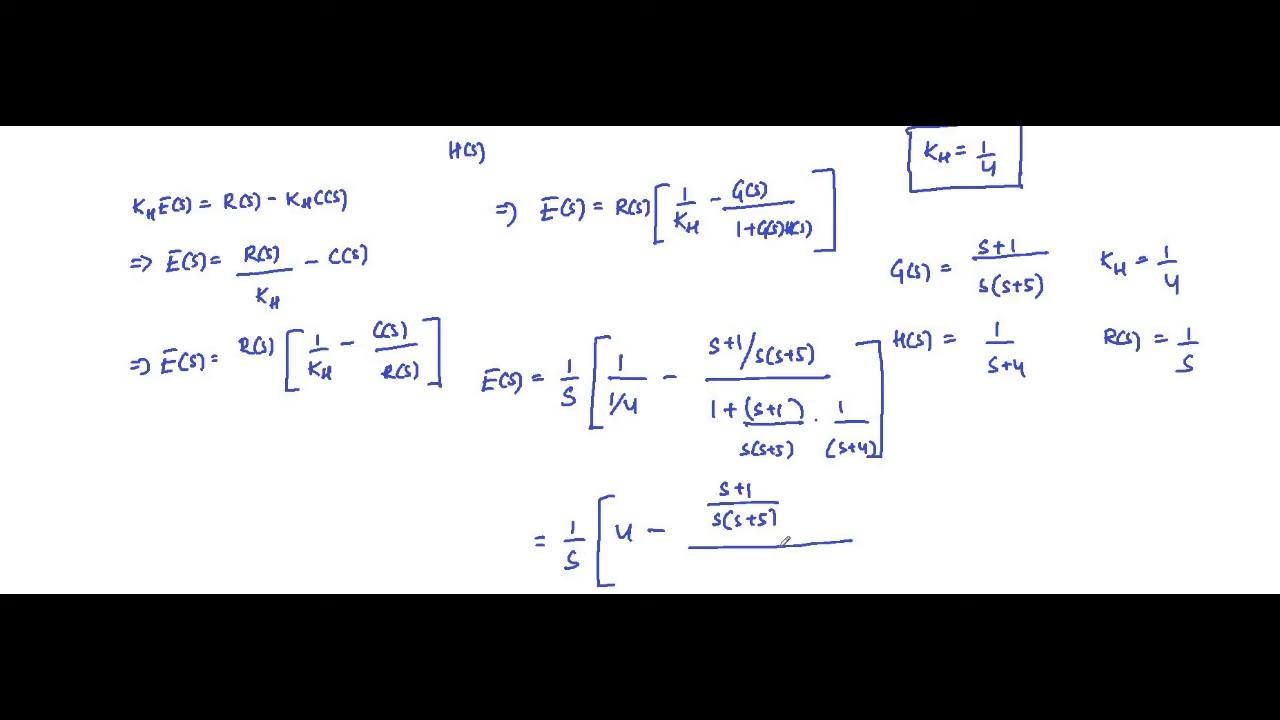 H(s)
K_H = 1/4
K_H E(s) = R(s) - K_H C(s)
=> E(s) = R(s) [ 1/K_H - G(s)/(1+G(s)H(s)) ]
=> E(s) = R(s)/K_H - C(s)
G(s) = (s+1)/(s(s+5))
K_H = 1/4
=> E(s) = R(s) [ 1/K_H - C(s)/R(s) ]
H(s) = 1/(s+4)
R(s) = 1/s
E(s) = 1/s [ 1/(1/4) - (s+1/s(s+5))/(1 + (s+1)/(s(s+5)) . 1/(s+4)) ]
= 1/s [ 4 - (s+1)/(s(s+5))